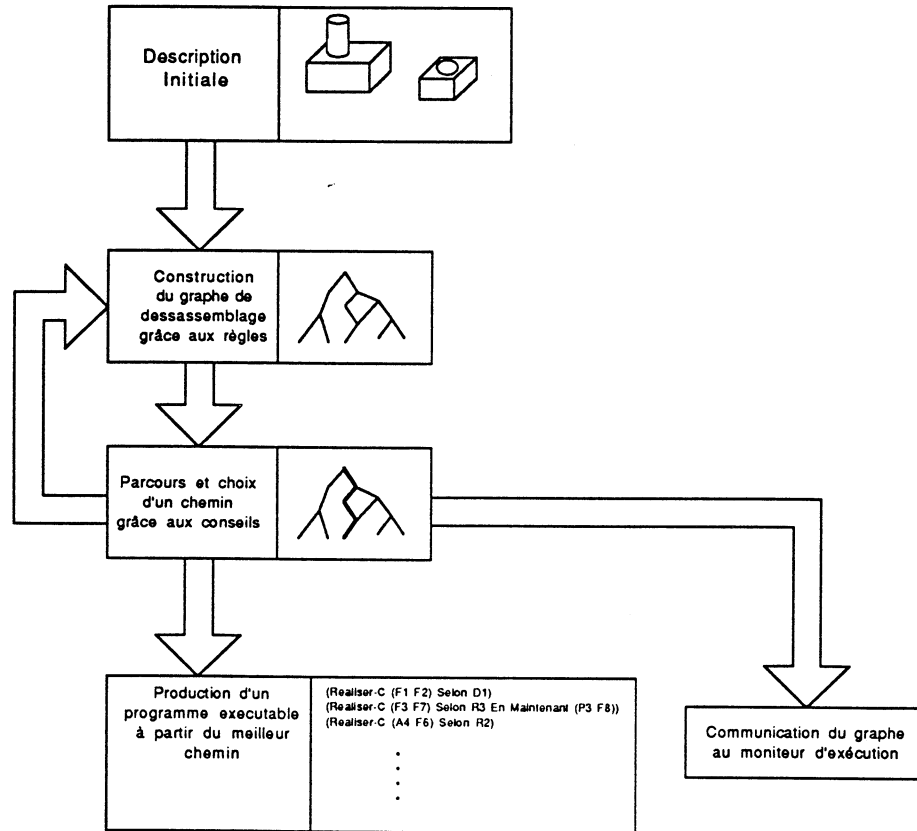 Description
Initiale
Construction
du graphe de
dessassemblage
grâce aux règles
Parcours et choix
d'un chemin
grâce aux conseils
Production d'un
programme executable
à partir du meilleur
chemin
(Realiser-C (F1 F2) Selon D1)
(Realiser-C (F3 F7) Selon R3 En Maintenant (P3 F8))
(Realiser-C (A4 F6) Selon R2)
Communication du graphe
au moniteur d'exécution